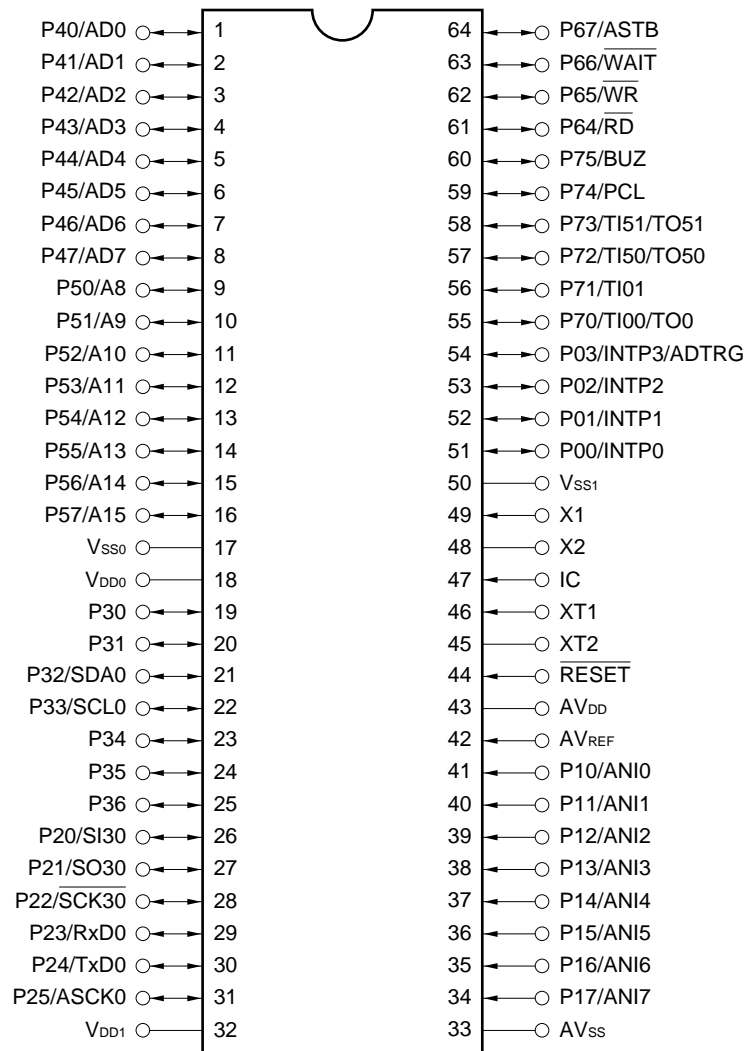 P40/AD0 1 64 P67/ASTB
P41/AD1 2 63 P66/WAIT
P42/AD2 3 62 P65/WR
P43/AD3 4 61 P64/RD
P44/AD4 5 60 P75/BUZ
P45/AD5 6 59 P74/PCL
P46/AD6 7 58 P73/TI51/TO51
P47/AD7 8 57 P72/TI50/TO50
P50/A8 9 56 P71/TI01
P51/A9 10 55 P70/TI00/TO0
P52/A10 11 54 P03/INTP3/ADTRG
P53/A11 12 53 P02/INTP2
P54/A12 13 52 P01/INTP1
P55/A13 14 51 P00/INTP0
P56/A14 15 50 VSS1
P57/A15 16 49 X1
VSS0 17 48 X2
VDD0 18 47 IC
P30 19 46 XT1
P31 20 45 XT2
P32/SDA0 21 44 RESET
P33/SCL0 22 43 AVDD
P34 23 42 AVREF
P35 24 41 P10/ANI0
P36 25 40 P11/ANI1
P20/SI30 26 39 P12/ANI2
P21/SO30 27 38 P13/ANI3
P22/SCK30 28 37 P14/ANI4
P23/RxD0 29 36 P15/ANI5
P24/TxD0 30 35 P16/ANI6
P25/ASCK0 31 34 P17/ANI7
VDD1 32 33 AVSS